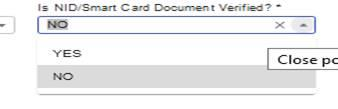 Is NID/Smart Card Document Verified? *
NO
YES
Close po
NO